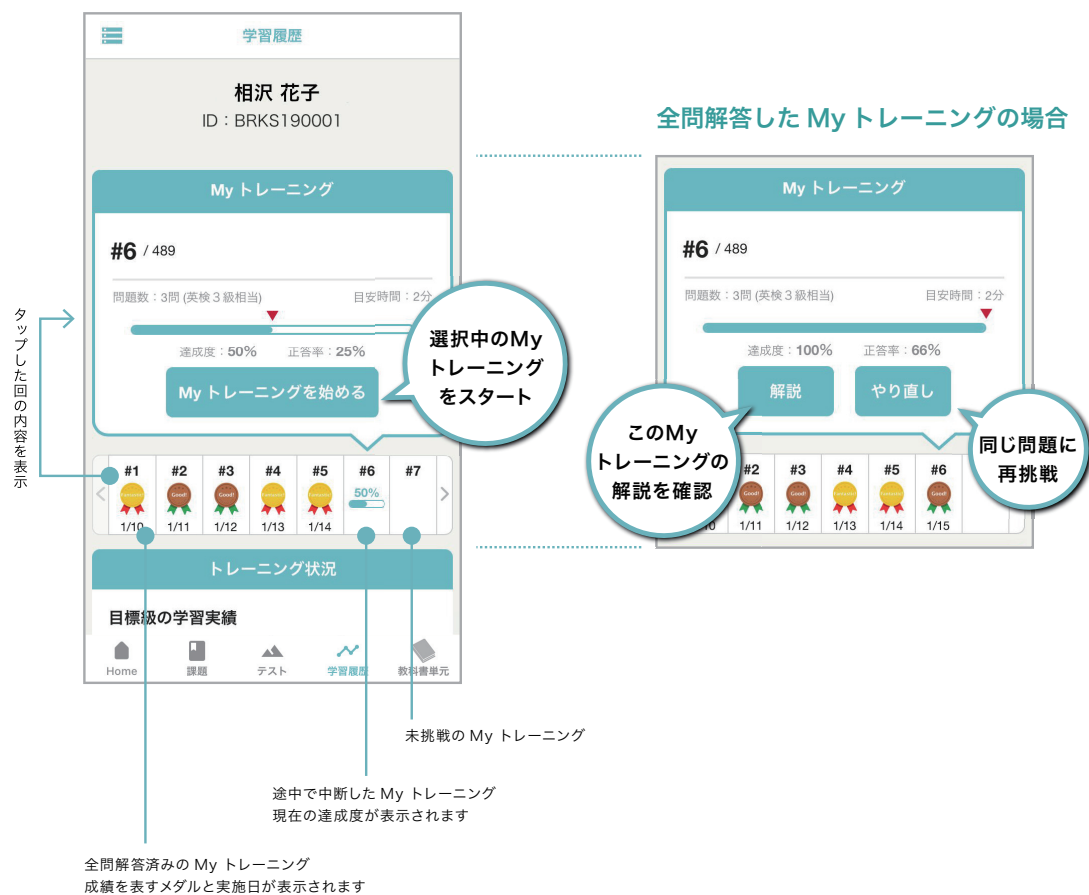 学習履歴
相沢 花子
ID：BRKS190001
My トレーニング
#6 / 489
問題数：3問 (英検３級相当)
目安時間：2分
達成度：50%
正答率：25%
My トレーニングを始める
選択中のMy
トレーニング
をスタート
タップした回の内容を表示
#1
#2
#3
#4
#5
#6
#7
Good!
Good!
50%
1/10
1/11
1/12
1/13
1/14
トレーニング状況
目標級の学習実績
Home
課題
テスト
学習履歴
教科書単元
未挑戦の My トレーニング
途中で中断した My トレーニング
現在の達成度が表示されます
全問解答済みの My トレーニング
成績を表すメダルと実施日が表示されます
全問解答した My トレーニングの場合
My トレーニング
#6 / 489
問題数：3問 (英検３級相当)
目安時間：2分
達成度：100%
正答率：66%
解説
やり直し
このMy
トレーニングの
解説を確認
同じ問題に
再挑戦
#2
#3
#4
#5
#6
Good!
Good!
Good!
1/11
1/12
1/13
1/14
1/15